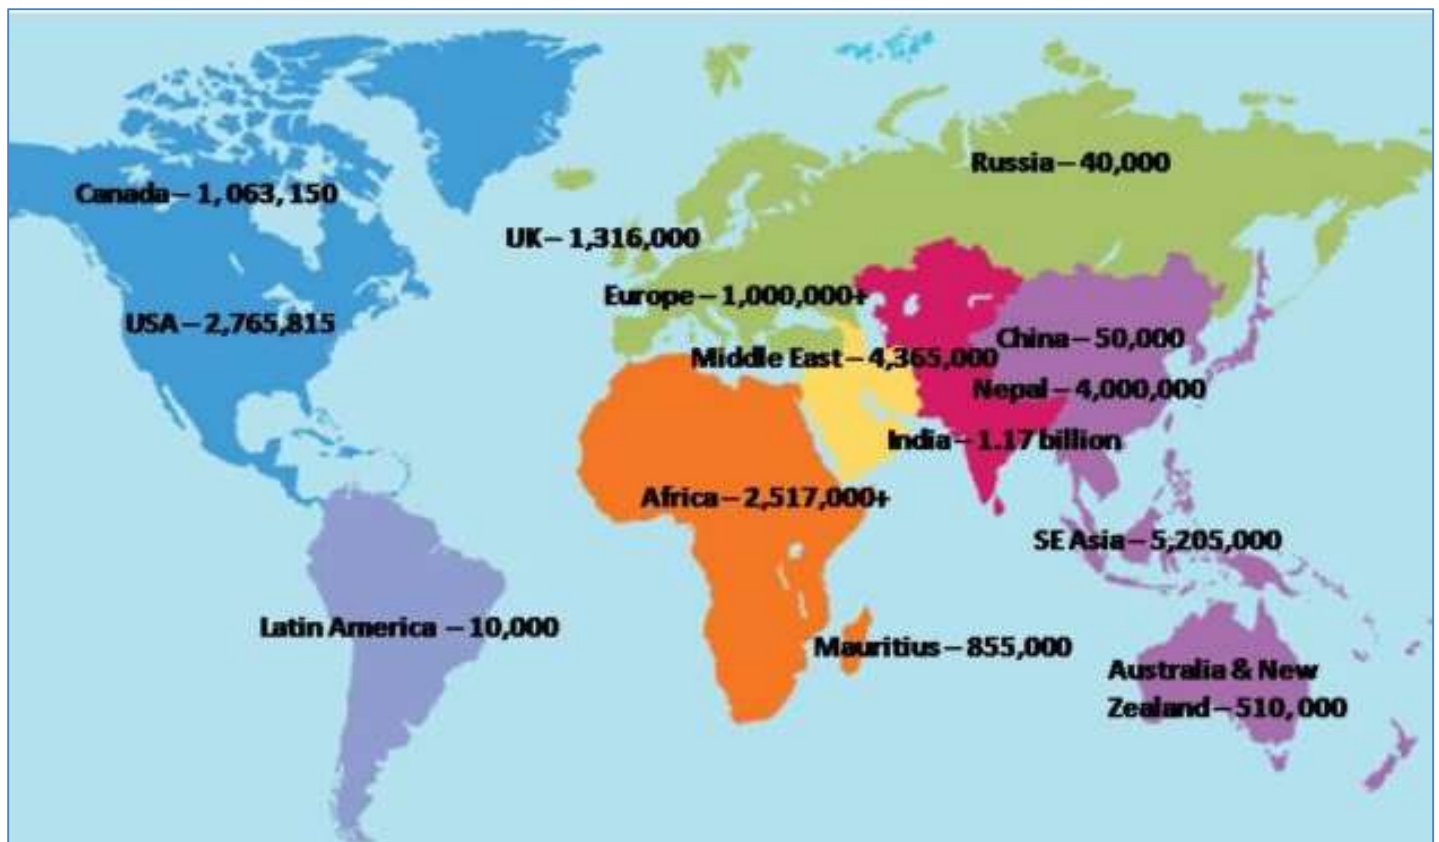 Russia – 40,000
Canada – 1, 063, 150
UK – 1,316,000
Europe – 1,000,000+
USA – 2,765,815
China – 50,000
Middle East – 4,365,000
Nepal – 4,000,000
India – 1.17 billion
Africa – 2,517,000+
SE Asia – 5,205,000
Latin America – 10,000
Mauritius – 855,000
Australia & New
Zealand – 510, 000